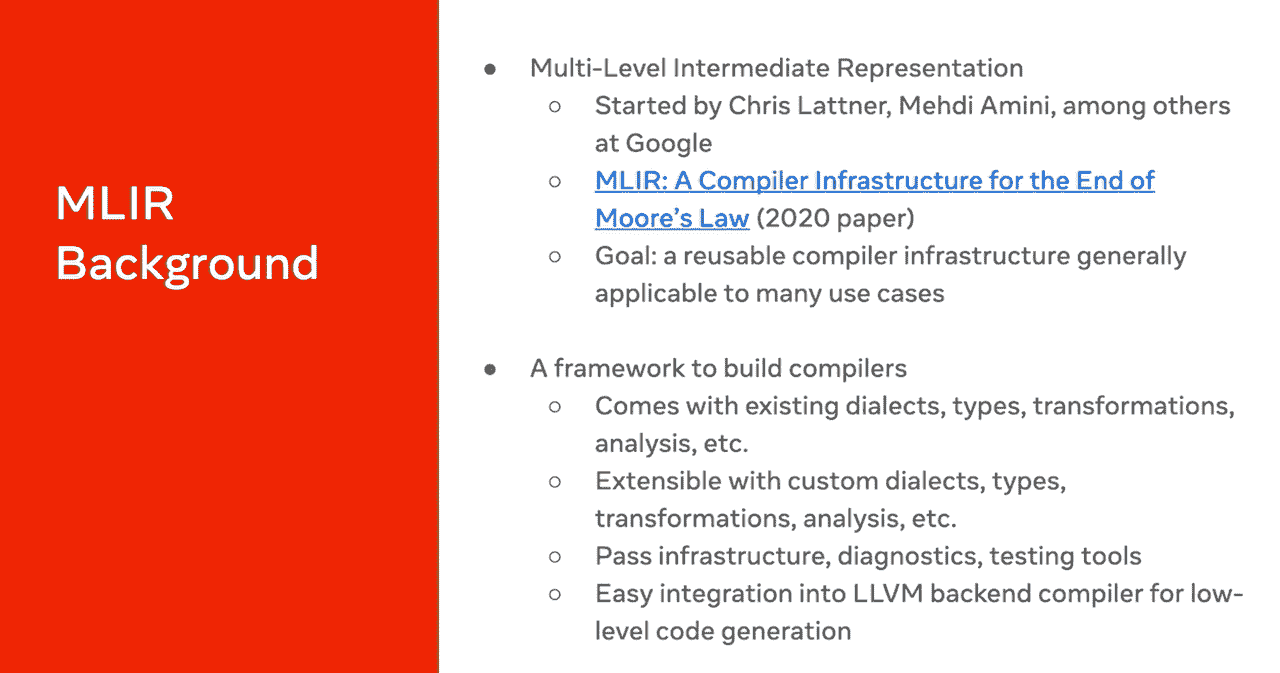 MLIR
Background
● Multi-Level Intermediate Representation
○ Started by Chris Lattner, Mehdi Amini, among others
at Google
○ MLIR: A Compiler Infrastructure for the End of
Moore’s Law (2020 paper)
○ Goal: a reusable compiler infrastructure generally
applicable to many use cases
● A framework to build compilers
○ Comes with existing dialects, types, transformations,
analysis, etc.
○ Extensible with custom dialects, types,
transformations, analysis, etc.
○ Pass infrastructure, diagnostics, testing tools
○ Easy integration into LLVM backend compiler for low-
level code generation